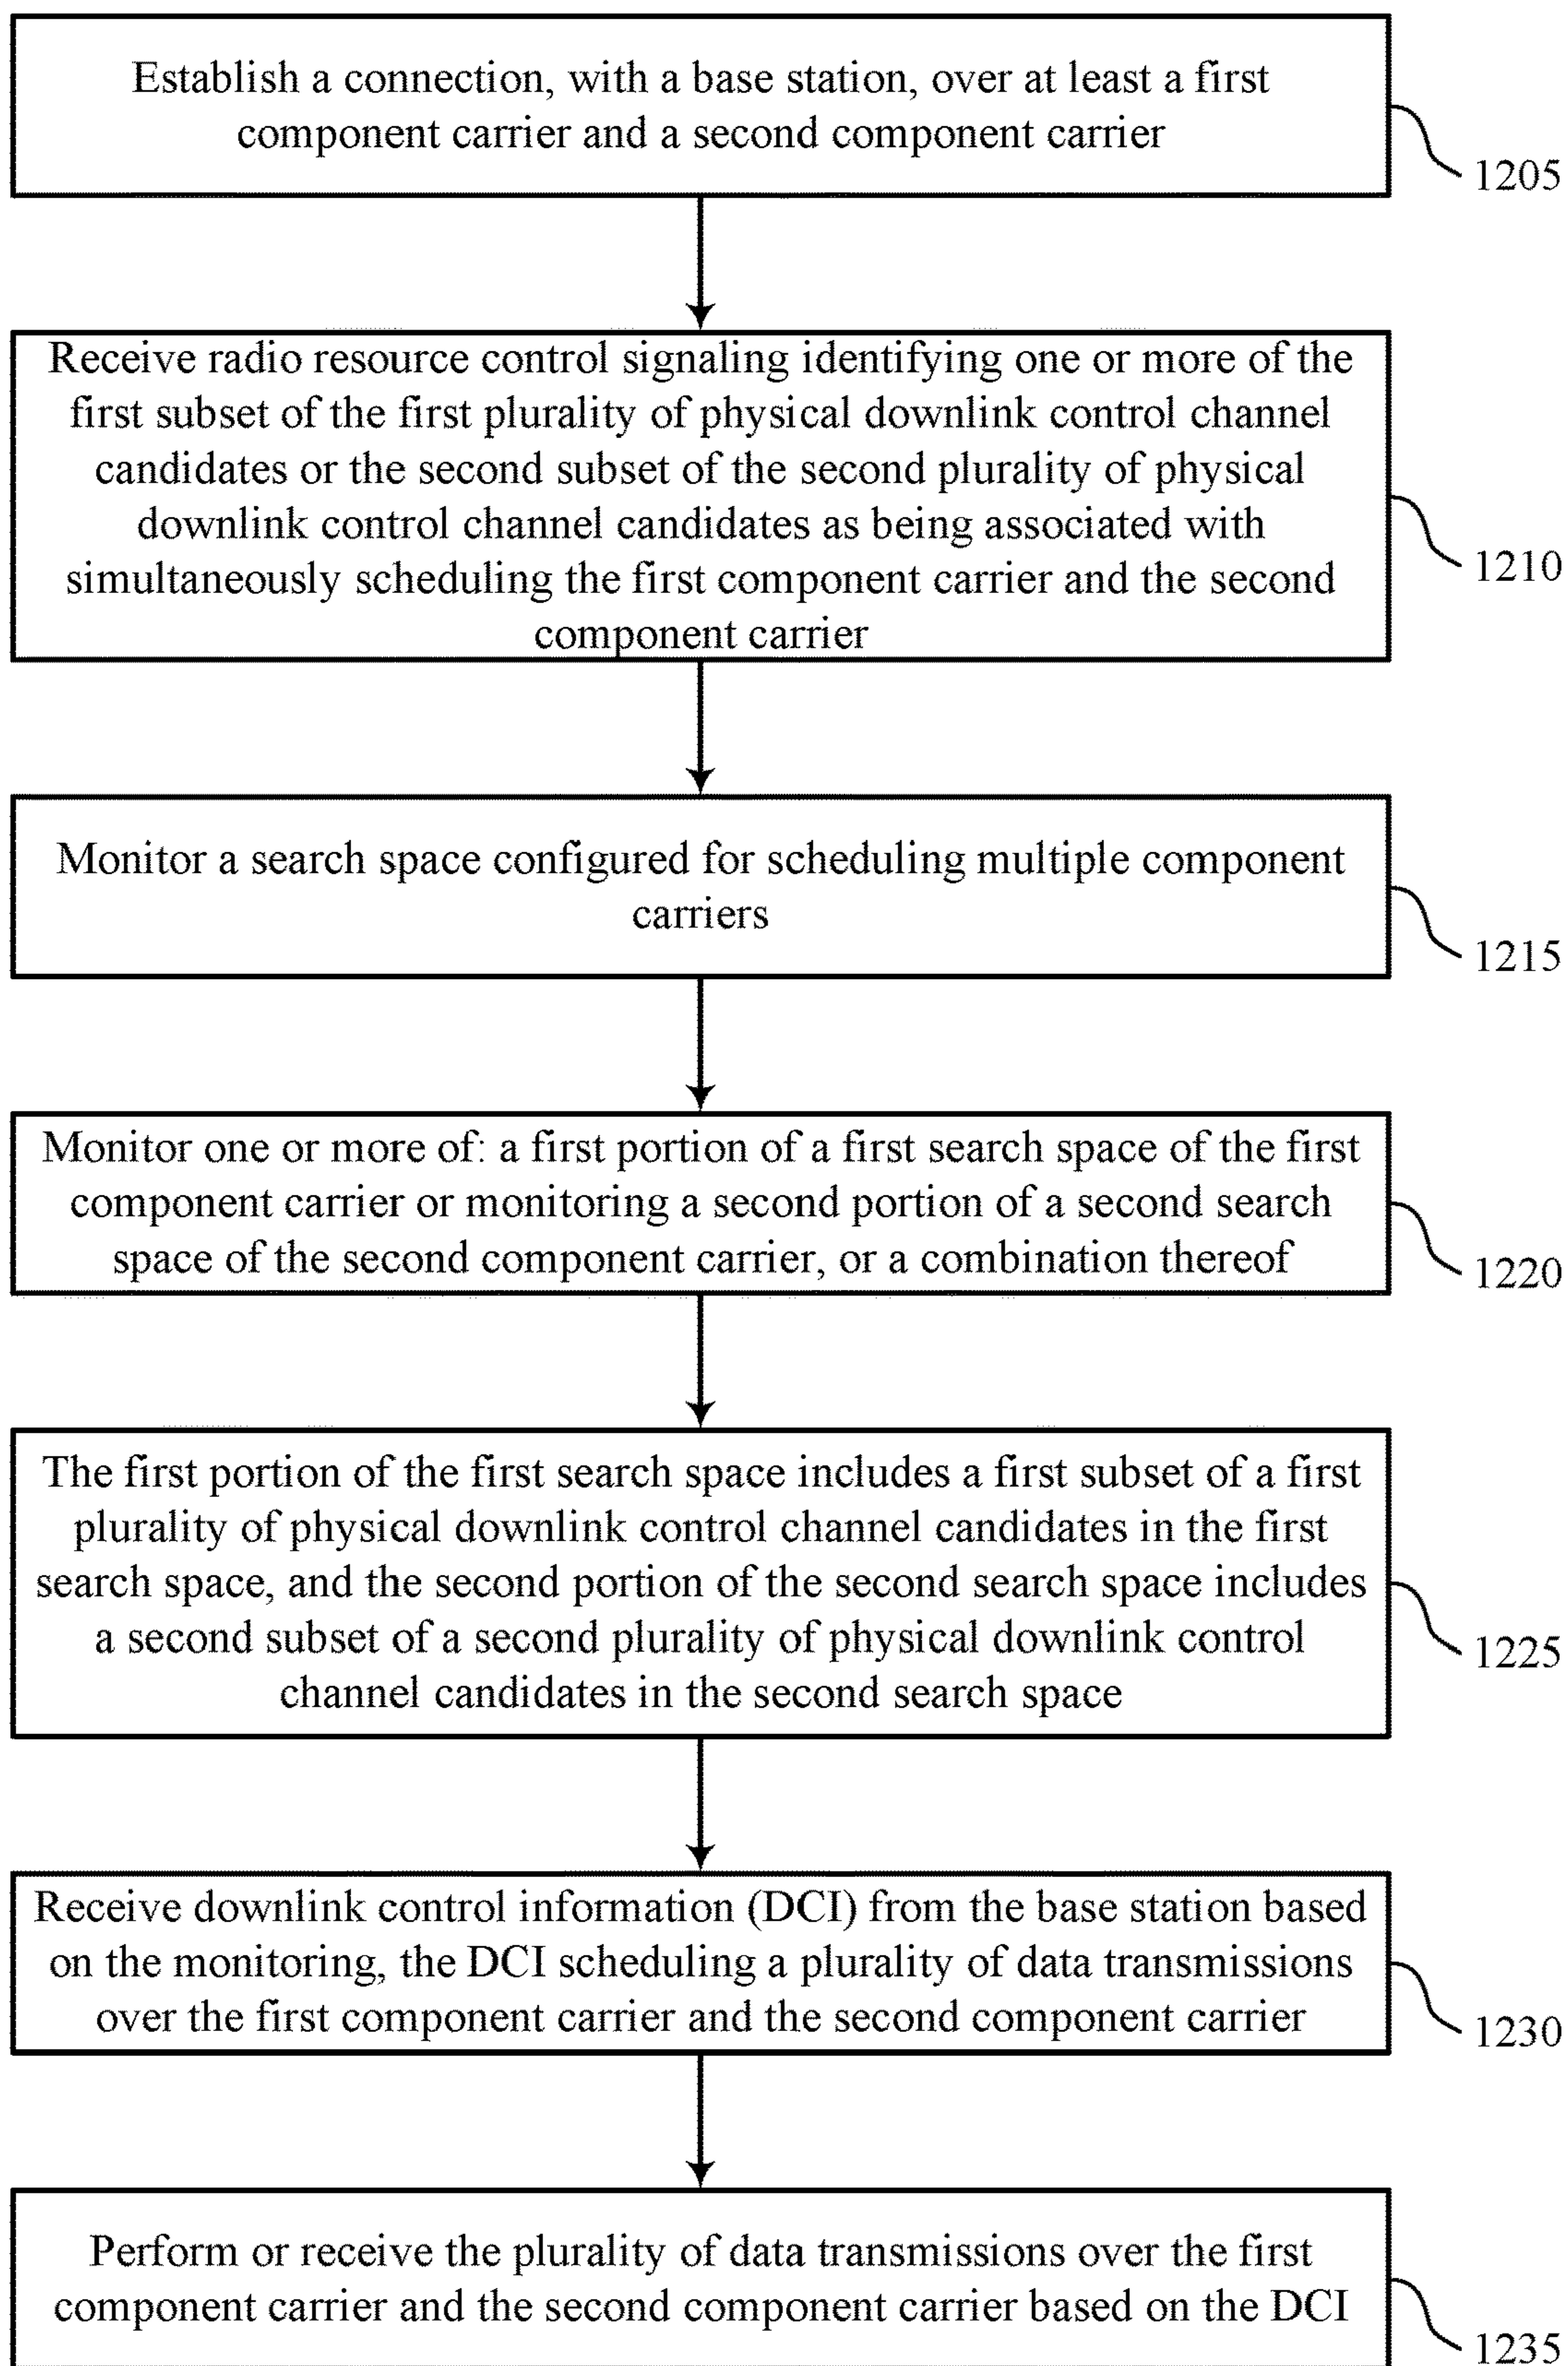 Establish a connection, with a base station, over at least a first
component carrier and a second component carrier
1205
Receive radio resource control signaling identifying one or more of the
first subset of the first plurality of physical downlink control channel
candidates or the second subset of the second plurality of physical
downlink control channel candidates as being associated with
simultaneously scheduling the first component carrier and the second
component carrier
1210
Monitor a search space configured for scheduling multiple component
carriers
1215
Monitor one or more of: a first portion of a first search space of the first
component carrier or monitoring a second portion of a second search
space of the second component carrier, or a combination thereof
1220
The first portion of the first search space includes a first subset of a first
plurality of physical downlink control channel candidates in the first
search space, and the second portion of the second search space includes
a second subset of a second plurality of physical downlink control
channel candidates in the second search space
1225
Receive downlink control information (DCI) from the base station based
on the monitoring, the DCI scheduling a plurality of data transmissions
over the first component carrier and the second component carrier
1230
Perform or receive the plurality of data transmissions over the first
component carrier and the second component carrier based on the DCI
1235